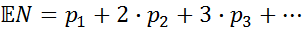 𝔼N = p₁ + 2 · p₂ + 3 · p₃ + ⋯